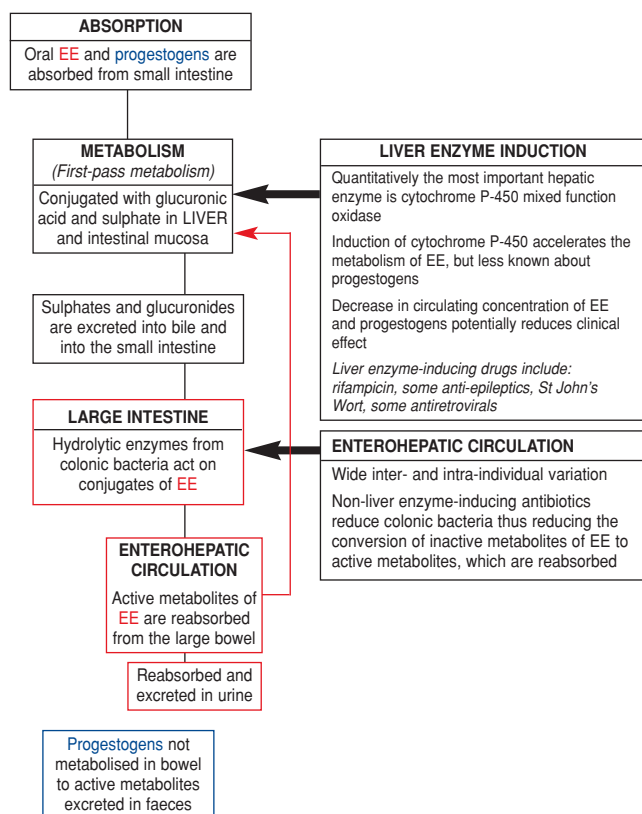 ABSORPTION
Oral EE and progestogens are
absorbed from small intestine
METABOLISM
(First-pass metabolism)
Conjugated with glucuronic
acid and sulphate in LIVER
and intestinal mucosa
LIVER ENZYME INDUCTION
Quantitatively the most important hepatic
enzyme is cytochrome P-450 mixed function
oxidase
Induction of cytochrome P-450 accelerates the
metabolism of EE, but less known about
progestogens
Decrease in circulating concentration of EE
and progestogens potentially reduces clinical
effect
Liver enzyme-inducing drugs include:
rifampicin, some anti-epileptics, St John's
Wort, some antiretrovirals
Sulphates and glucuronides
are excreted into bile and
into the small intestine
LARGE INTESTINE
Hydrolytic enzymes from
colonic bacteria act on
conjugates of EE
ENTEROHEPATIC CIRCULATION
Wide inter- and intra-individual variation
Non-liver enzyme-inducing antibiotics
reduce colonic bacteria thus reducing the
conversion of inactive metabolites of EE to
active metabolites, which are reabsorbed
ENTEROHEPATIC
CIRCULATION
Active metabolites of
EE are reabsorbed
from the large bowel
Reabsorbed and
excreted in urine
Progestogens not
metabolised in bowel
to active metabolites
excreted in faeces